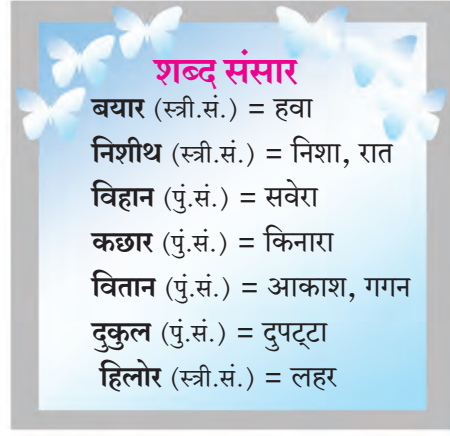 शब्द संसार
बयार (स्त्री.सं.) = हवा
निशीथ (स्त्री.सं.) = निशा, रात
विहान (पुं.सं.) = सवेरा
कछार (पुं.सं.) = किनारा
वितान (पुं.सं.) = आकाश, गगन
दुकुल (पुं.सं.) = दुपट्टा
हिलोर (स्त्री.सं.) = लहर